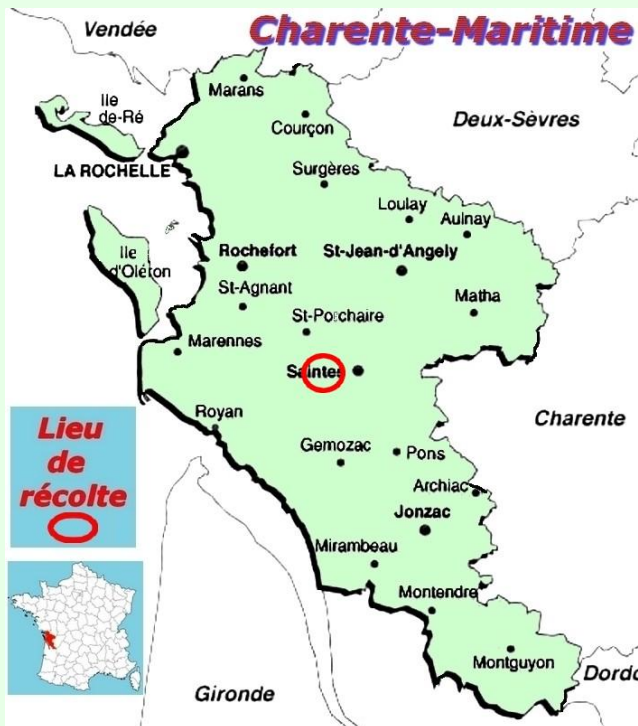 Vendée
Charente-Maritime
Marans
Ile
de-Ré
Courçon
Deux-Sèvres
LA ROCHELLE
Surgères
Loulay
Aulnay
Ile
d'Oléron
Rochefort
St-Jean-d'Angely
St-Agnant
Matha
St-Porchaire
Marennes
Saintes
Royan
Charente
Lieu
de
récolte
Gemozac
Pons
Archiac
Jonzac
Mirambeau
Montendre
Montguyon
Gironde
Dordo